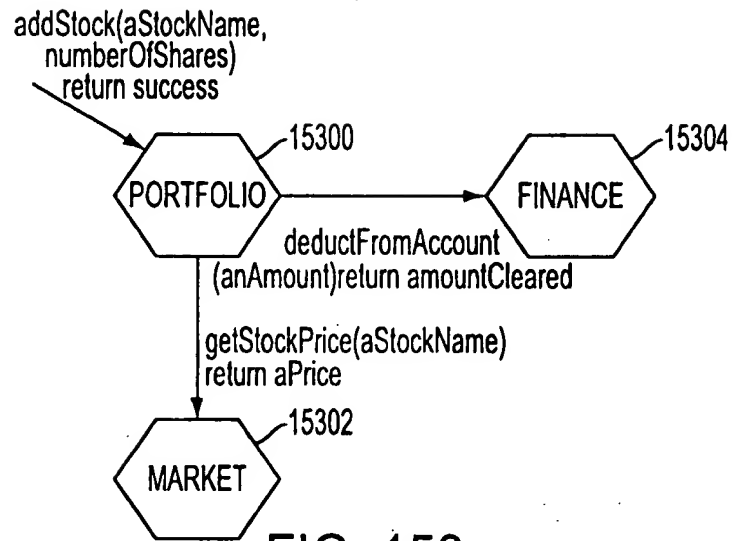 addStock(aStockName,
numberOfShares)
return success
15300
15304
PORTFOLIO
FINANCE
deductFromAccount
(anAmount)return amountCleared
getStockPrice(aStockName)
return aPrice
15302
MARKET